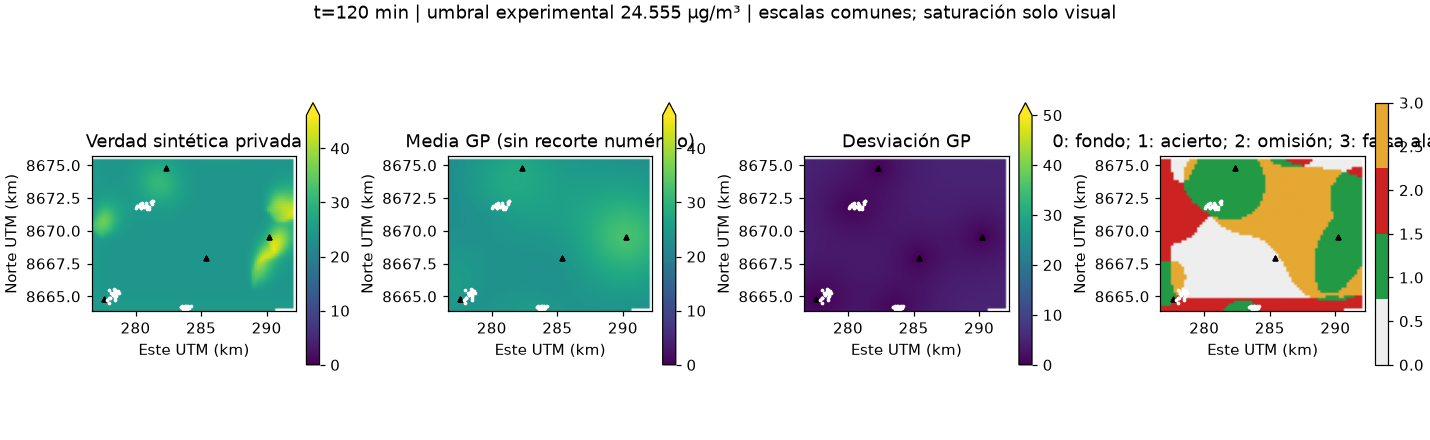 t=120 min | umbral experimental 24.555 µg/m³ | escalas comunes; saturación solo visual
Verdad sintética privada
Norte UTM (km)
8675.0
8672.5
8670.0
8667.5
8665.0
280 285 290
Este UTM (km)
40
30
20
10
0
Media GP (sin recorte numérico)
Norte UTM (km)
8675.0
8672.5
8670.0
8667.5
8665.0
280 285 290
Este UTM (km)
40
30
20
10
0
Desviación GP
Norte UTM (km)
8675.0
8672.5
8670.0
8667.5
8665.0
280 285 290
Este UTM (km)
50
40
30
20
10
0
0: fondo; 1: acierto; 2: omisión; 3:
Norte UTM (km)
8675.0
8672.5
8670.0
8667.5
8665.0
280 285 290
Este UTM (km)
3.0
2.5
2.0
1.5
1.0
0.5
0.0